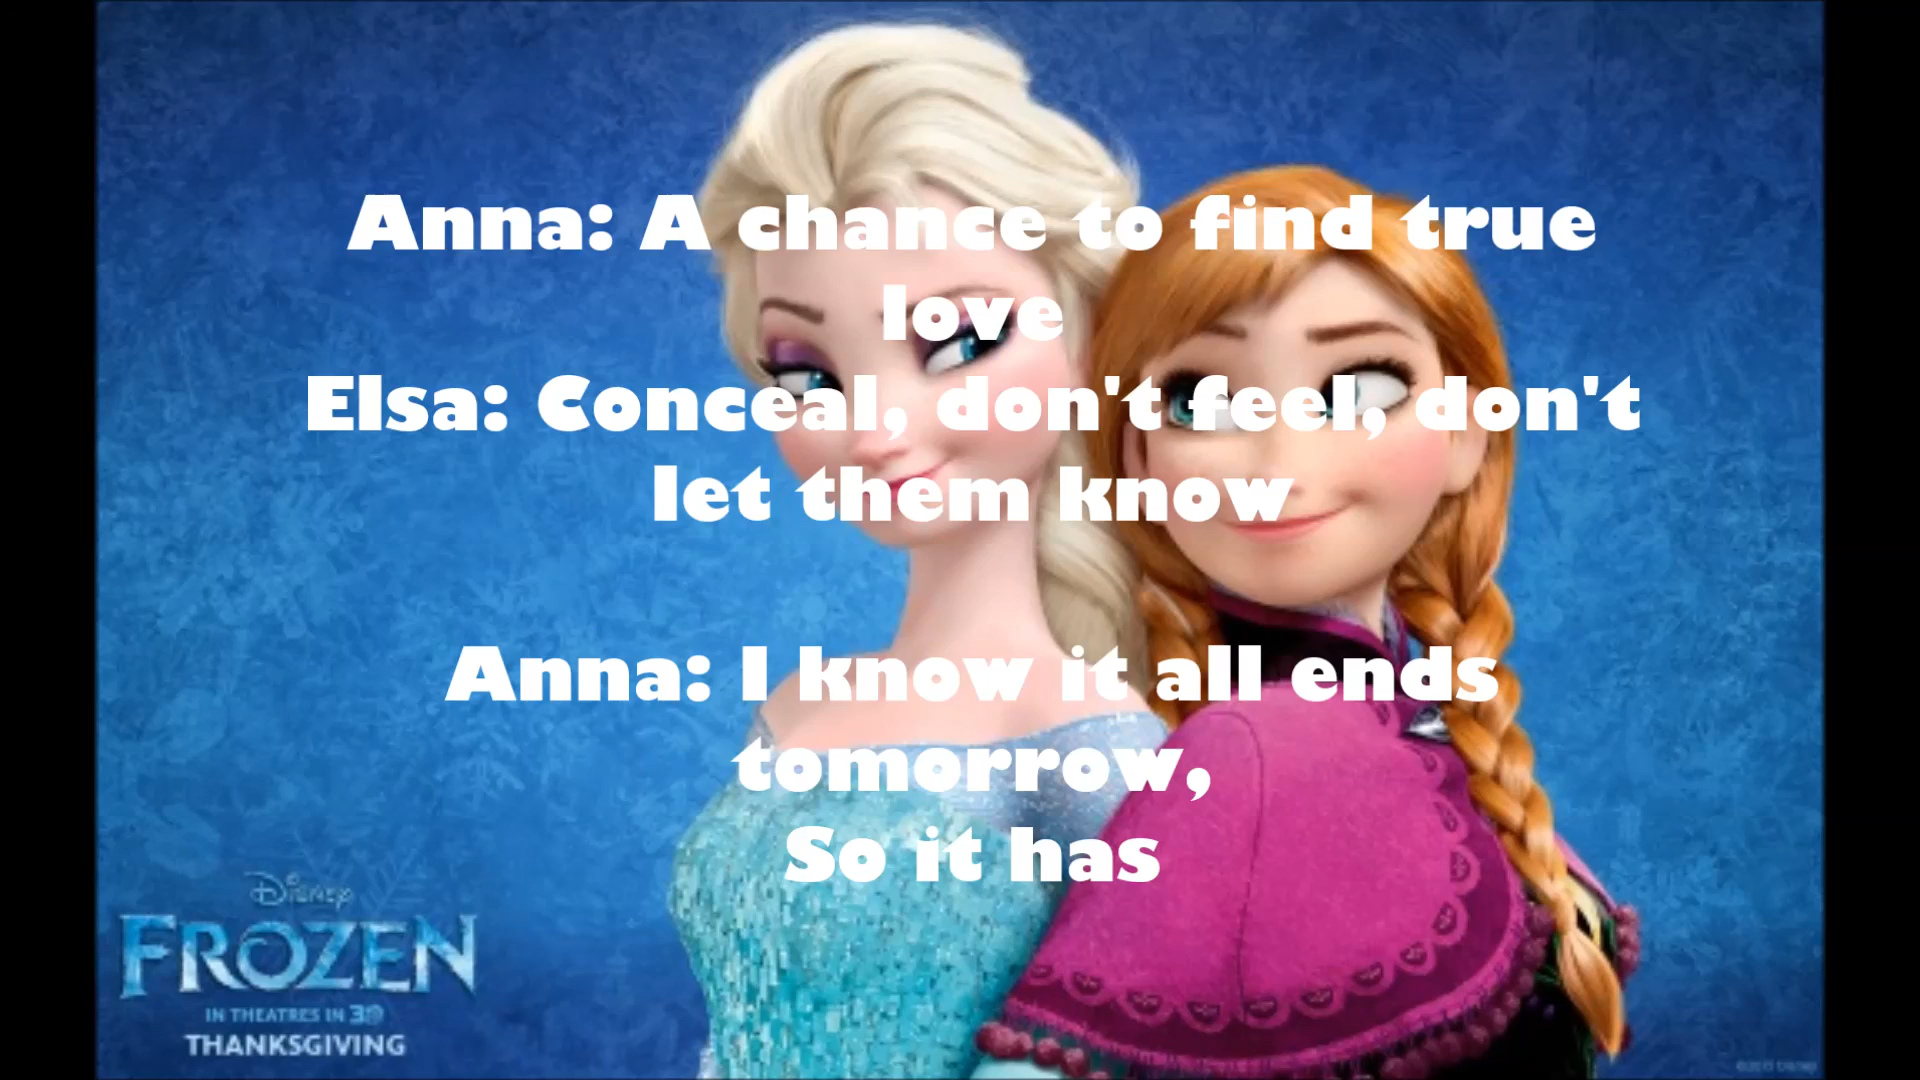 Anna: A chance to find true
love
Elsa: Conceal, don't feel, don't
let them know
Anna: I know it all ends
tomorrow,
So it has
Disney
FROZEN
IN THEATRES IN 3D
THANKSGIVING